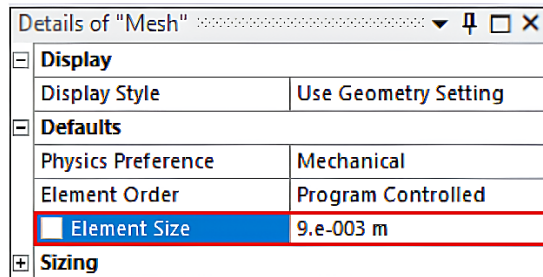 Details of "Mesh"
Display
Display Style Use Geometry Setting
Defaults
Physics Preference Mechanical
Element Order Program Controlled
Element Size 9.e-003 m
Sizing